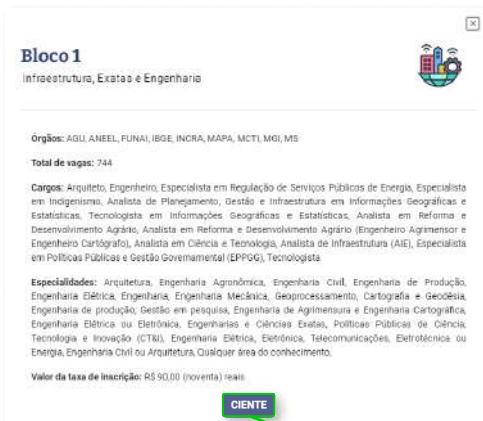 Bloco 1
Infraestrutura, Exatas e Engenharia
Órgãos: AGU, ANEEL, FUNAI, IBGE, INCRA, MAPA, MCTI, MGI, MS
Total de vagas: 744
Cargos: Arquiteto, Engenheiro, Especialista em Regulação de Serviços Públicos de Energia, Especialista
em Indigenismo, Analista de Planejamento, Gestão e Infraestrutura em Informações Geográficas e
Estatísticas, Tecnologista em Informações Geográficas e Estatísticas, Analista em Reforma e
Desenvolvimento Agrário, Analista em Reforma e Desenvolvimento Agrário (Engenheiro Agrimensor e
Engenheiro Cartógrafo), Analista em Ciência e Tecnologia, Analista de Infraestrutura (AIE), Especialista
em Políticas Públicas e Gestão Governamental (EPPGG), Tecnologista
Especialidades: Arquitetura, Engenharia Agronômica, Engenharia Civil, Engenharia de Produção,
Engenharia Elétrica, Engenharia, Engenharia Mecânica, Geoprocessamento, Cartografia e Geodésia,
Engenharia de produção, Gestão em pesquisa, Engenharia de Agrimensura e Engenharia Cartográfica,
Engenharia Elétrica ou Eletrônica, Engenharias e Ciências Exatas, Políticas Públicas de Ciência,
Tecnologia e Inovação (CT&I), Engenharia Elétrica, Eletrônica, Telecomunicações, Eletrotécnica ou
Energia, Engenharia Civil ou Arquitetura, Qualquer área do conhecimento,
Valor da taxa de inscrição: R$ 90,00 (noventa) reais
CIENTE